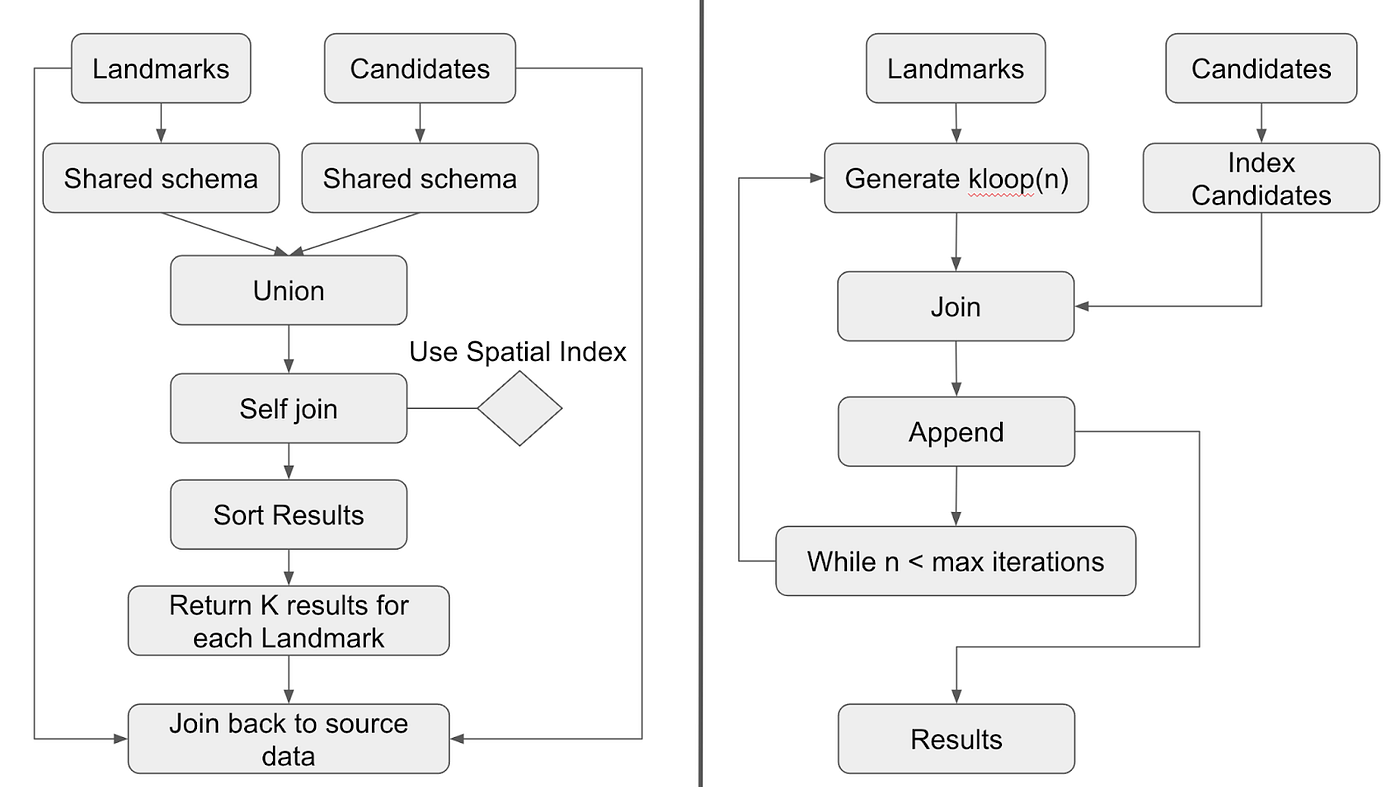 Landmarks
Candidates
Shared schema
Shared schema
Union
Use Spatial Index
Self join
Sort Results
Return K results for
each Landmark
Join back to source
data
Landmarks
Candidates
Generate kloop(n)
Index
Candidates
Join
Append
While n < max iterations
Results